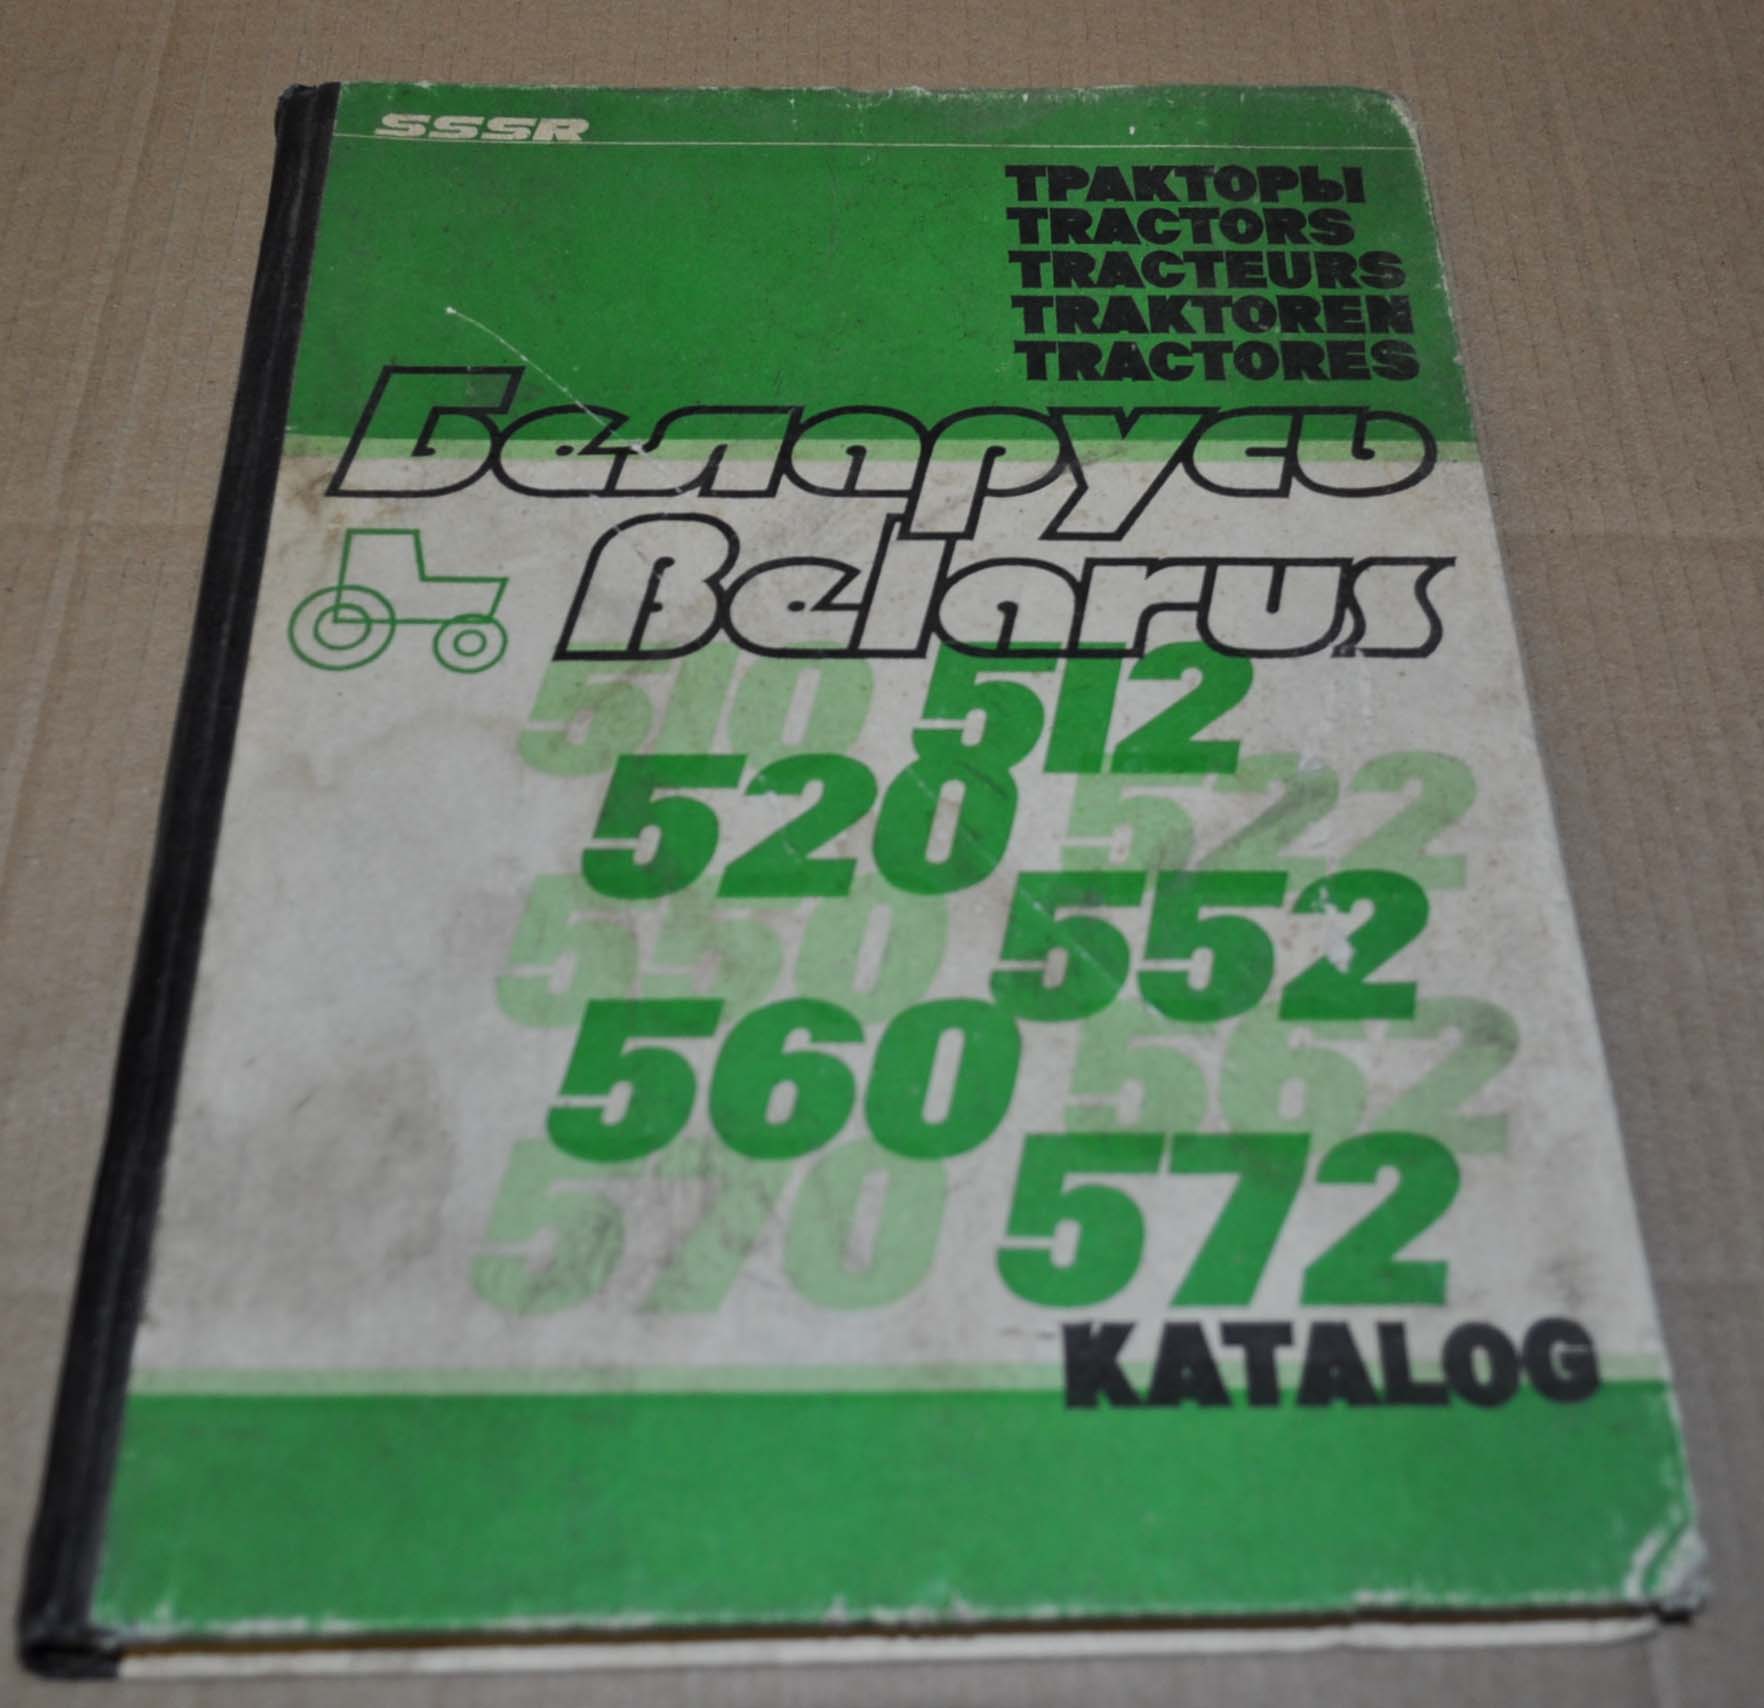 SSSR
ТРАКТОРЫ
TRACTORS
TRACTEURS
TRAKTOREN
TRACTORES
Беларусь
Belarus
510 512
520 522
550 552
560 562
570 572
KATALOG